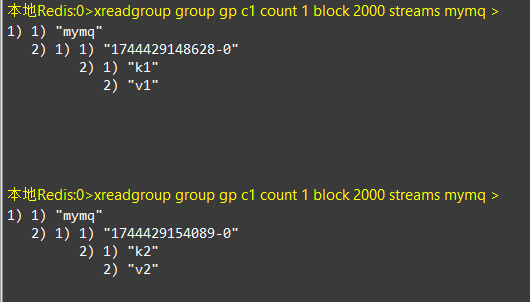 本地Redis:0>xreadgroup group gp c1 count 1 block 2000 streams mymq >
1) 1) "mymq"
2) 1) 1) "1744429148628-0"
2) 1) "k1"
2) "v1"
本地Redis:0>xreadgroup group gp c1 count 1 block 2000 streams mymq >
1) 1) "mymq"
2) 1) 1) "1744429154089-0"
2) 1) "k2"
2) "v2"